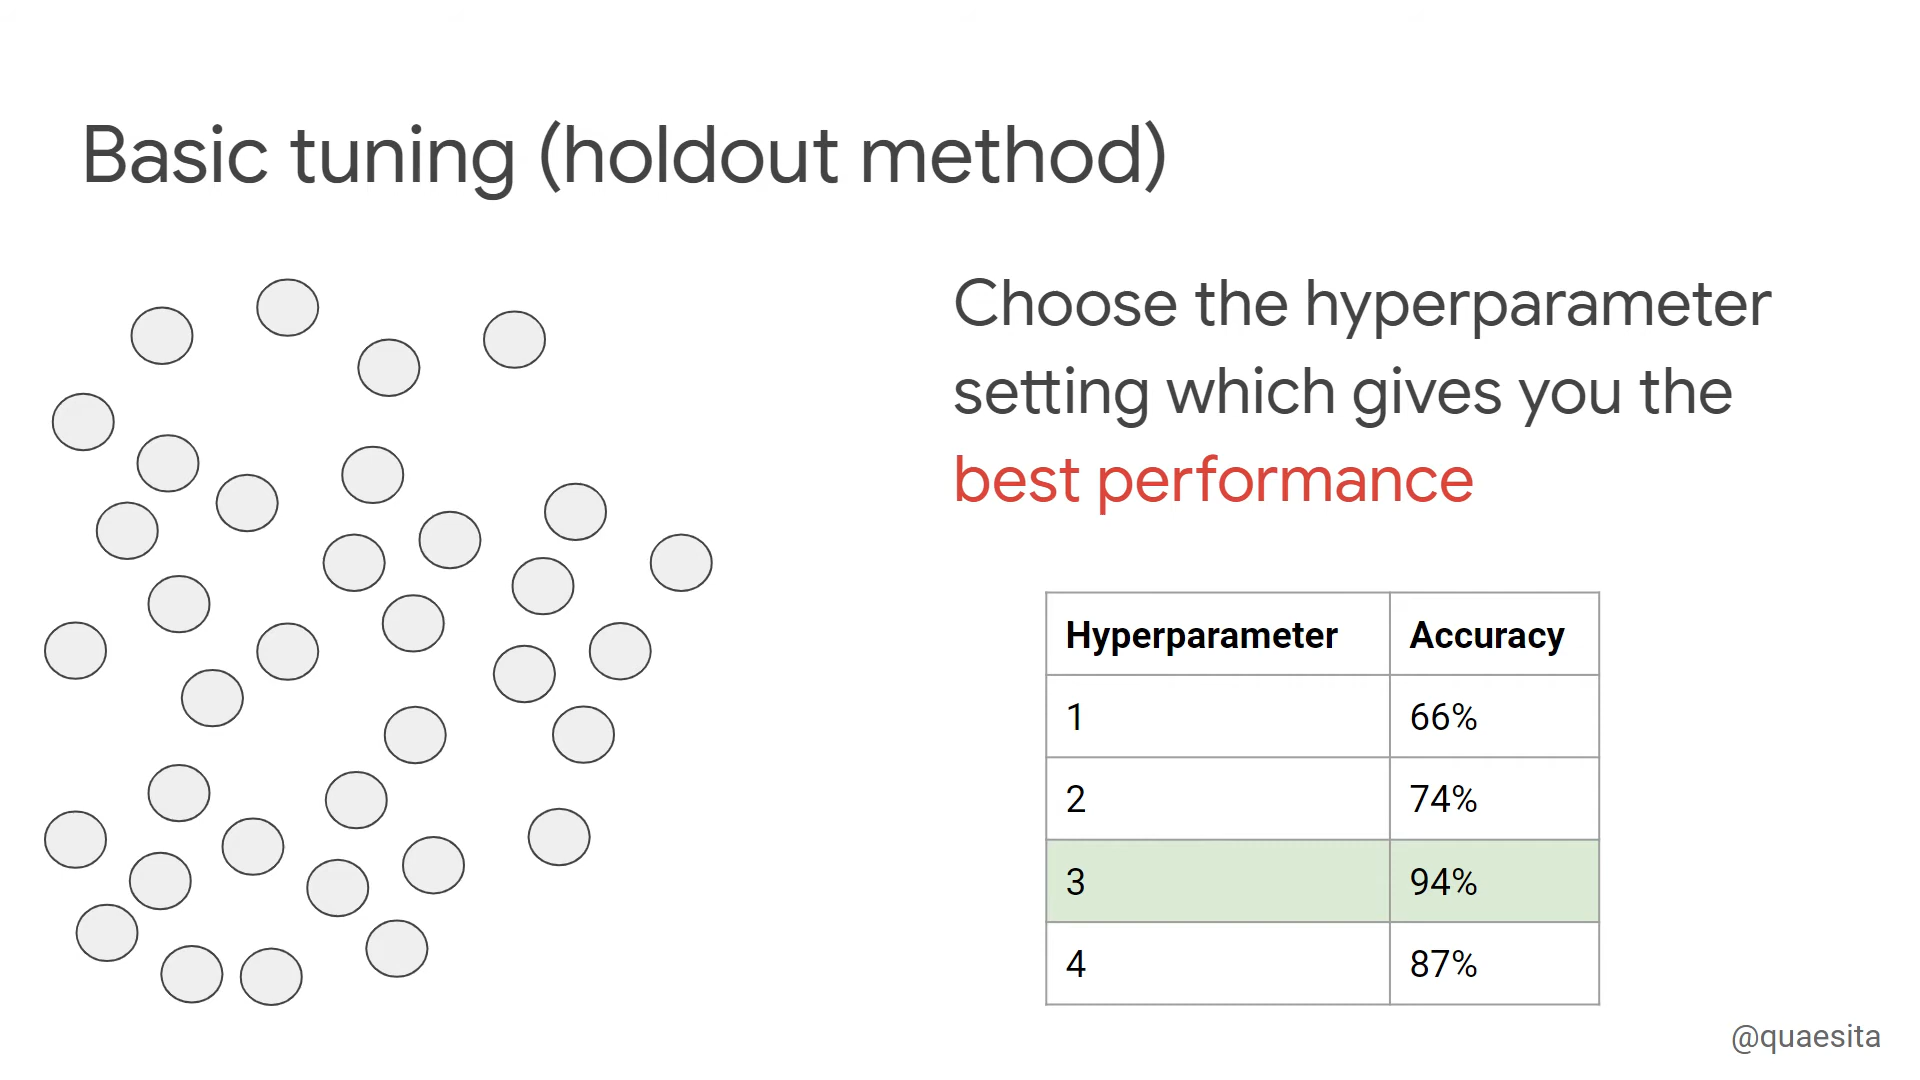 Basic tuning (holdout method)
Choose the hyperparameter
setting which gives you the
best performance
Hyperparameter Accuracy
1 66%
2 74%
3 94%
4 87%
@quaesita